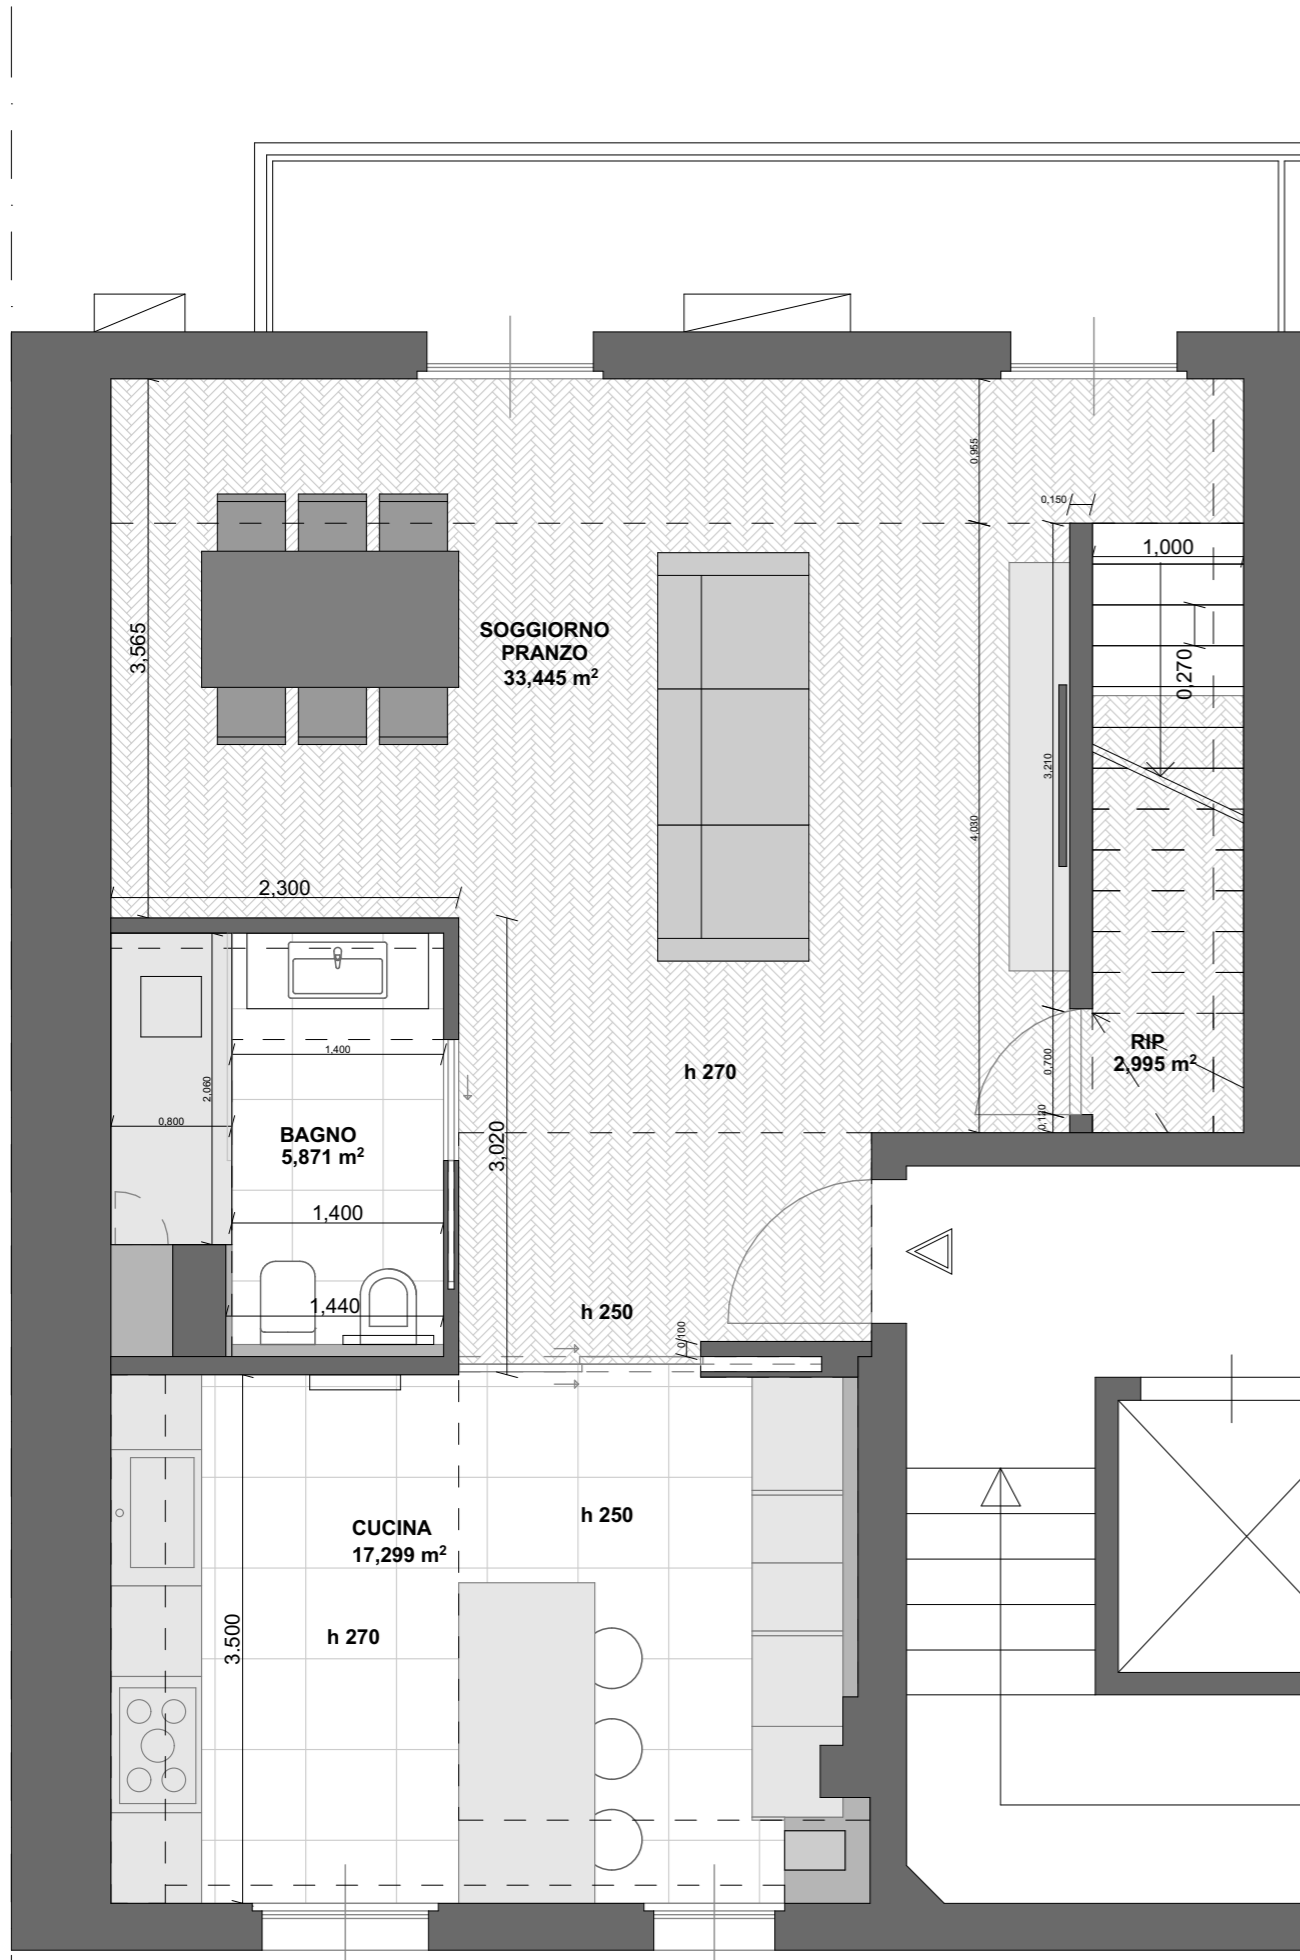 0,955
0,150
1,000
SOGGIORNO
PRANZO
33,445 m²
3,565
0,270
3,210
4,030
2,300
RIP
2,995 m²
1,400
h 270
0,700
2,060
0,800
0,120
BAGNO
5,871 m²
3,020
1,400
1,440
h 250
0,100
CUCINA
17,299 m²
h 250
h 270
3.500